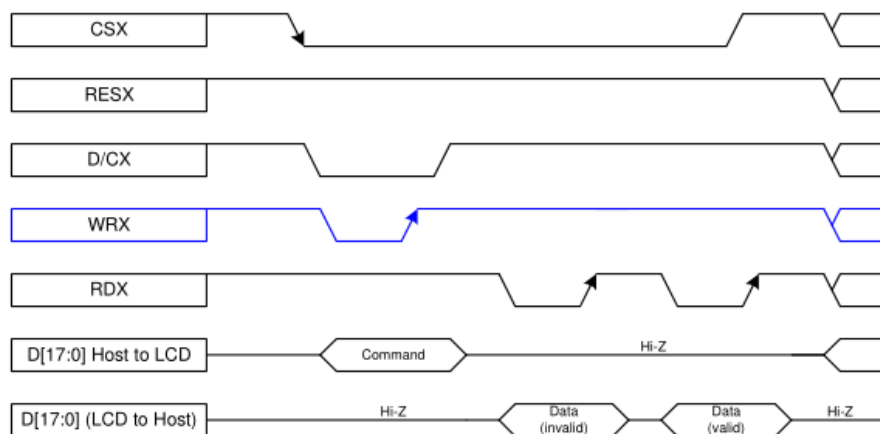 CSX
RESX
D/CX
WRX
RDX
D[17:0] Host to LCD
Command
Hi-Z
D[17:0] (LCD to Host)
Hi-Z
Data
(invalid)
Data
(valid)
Hi-Z